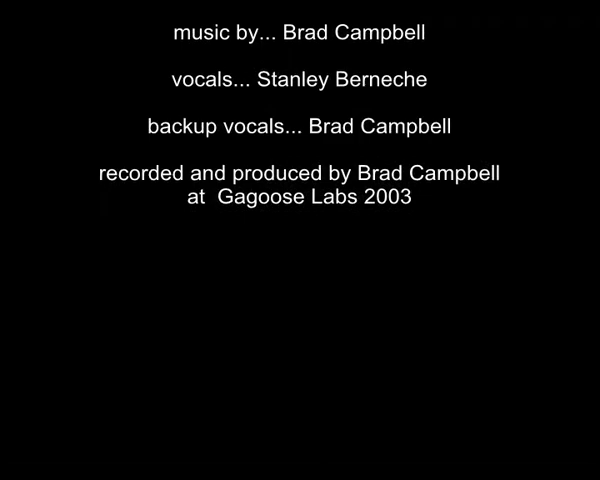 music by... Brad Campbell
vocals... Stanley Berneche
backup vocals... Brad Campbell
recorded and produced by Brad Campbell
at  Gagoose Labs 2003